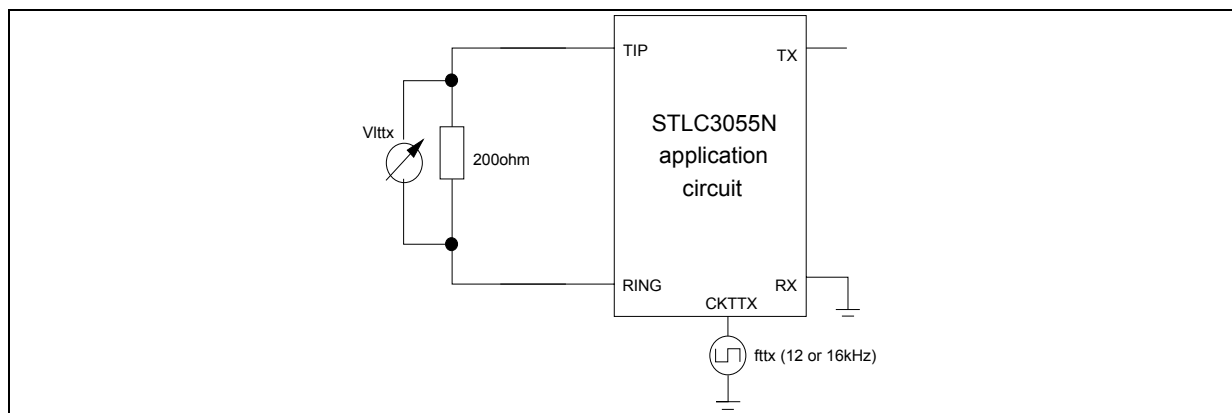 TIP
TX
Vlttx
200ohm
STLC3055N
application
circuit
RING
RX
CKTTX
fttx (12 or 16kHz)